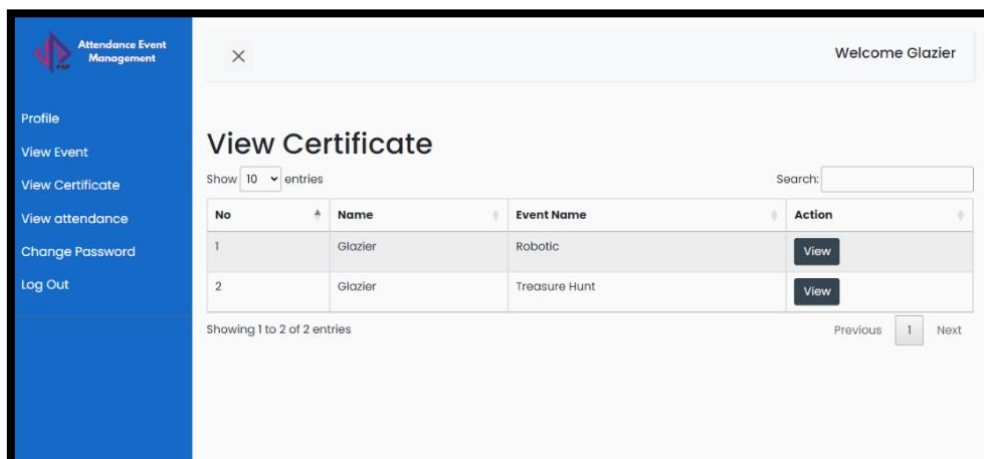 Attendance Event
Management
Welcome Glazier
Profile
View Event
View Certificate
View attendance
Change Password
Log Out
View Certificate
Show 10 entries
Search:
No Name Event Name Action
1 Glazier Robotic View
2 Glazier Treasure Hunt View
Showing 1 to 2 of 2 entries
Previous 1 Next